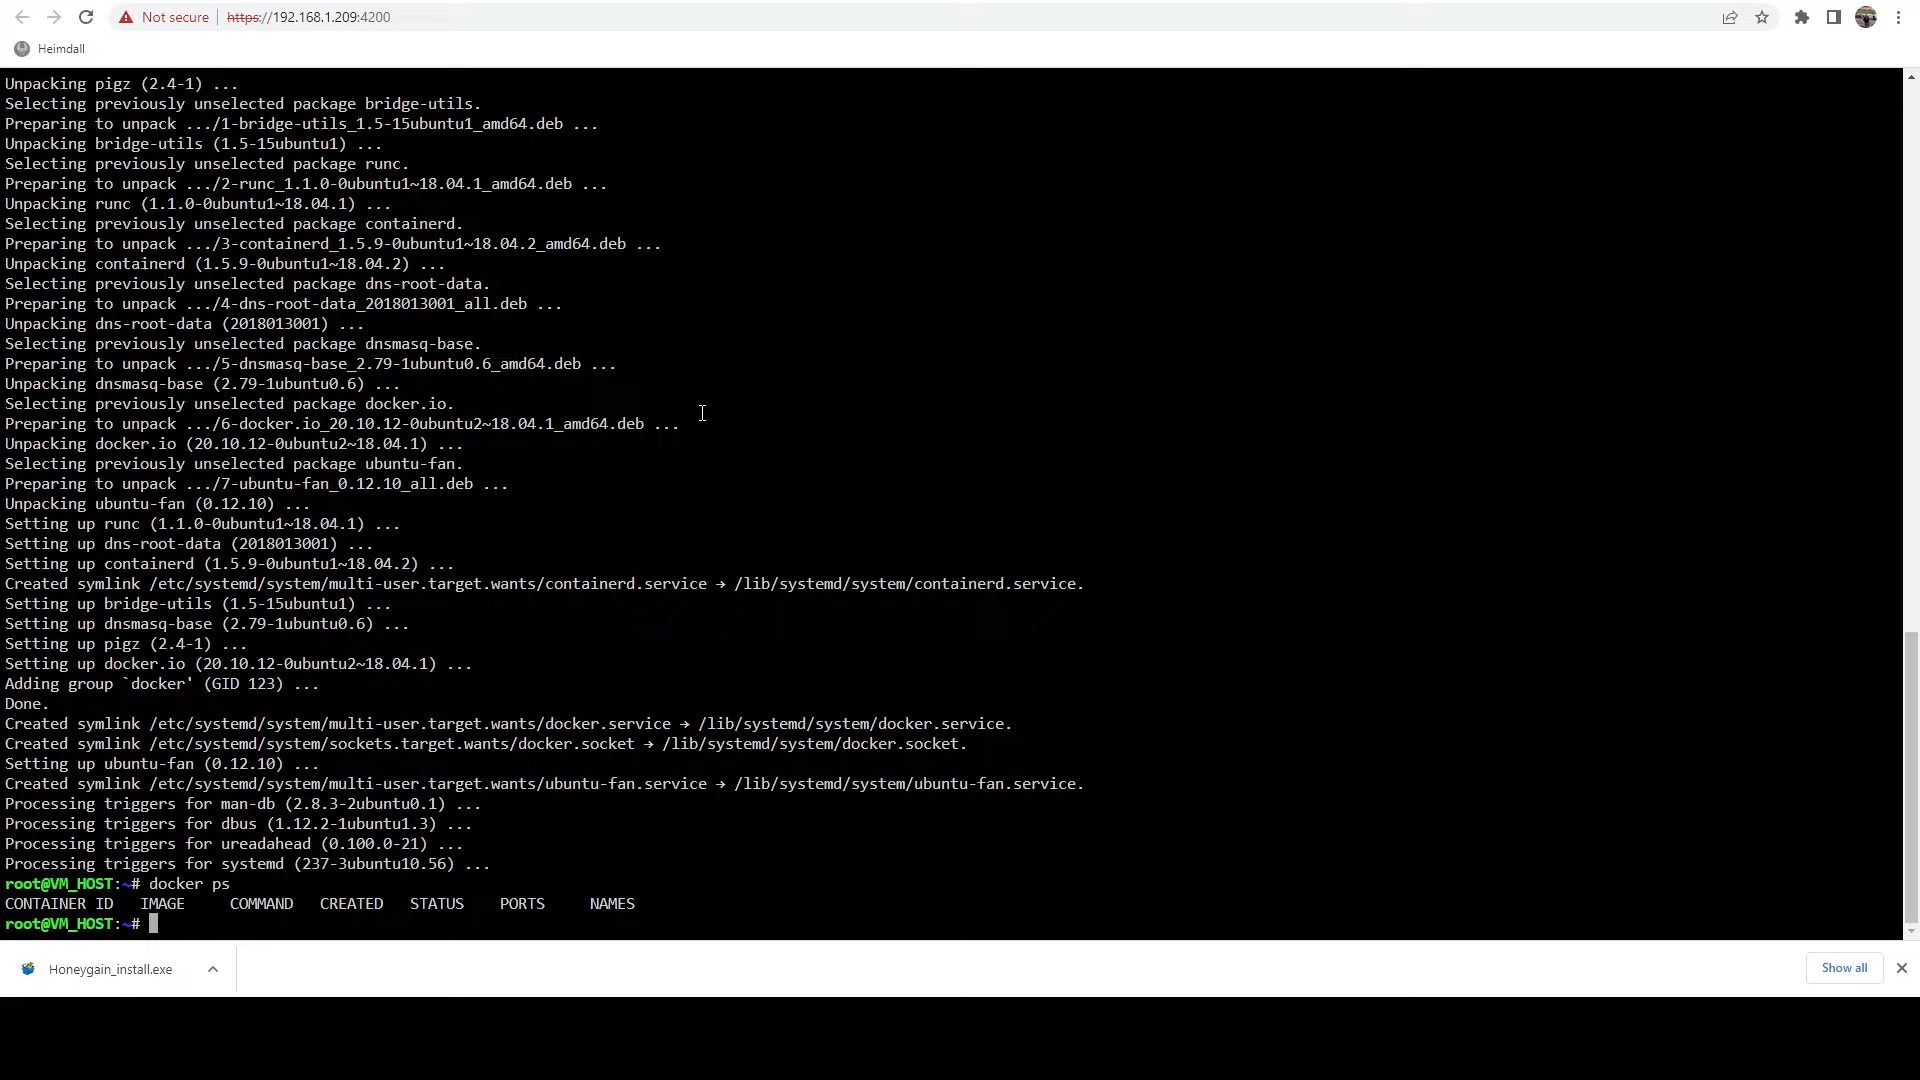 Not secure | https://192.168.1.209:4200
Heimdall
Unpacking pigz (2.4-1) ...
Selecting previously unselected package bridge-utils.
Preparing to unpack .../1-bridge-utils_1.5-15ubuntu1_amd64.deb ...
Unpacking bridge-utils (1.5-15ubuntu1) ...
Selecting previously unselected package runc.
Preparing to unpack .../2-runc_1.1.0-0ubuntu1~18.04.1_amd64.deb ...
Unpacking runc (1.1.0-0ubuntu1~18.04.1) ...
Selecting previously unselected package containerd.
Preparing to unpack .../3-containerd_1.5.9-0ubuntu1~18.04.2_amd64.deb ...
Unpacking containerd (1.5.9-0ubuntu1~18.04.2) ...
Selecting previously unselected package dns-root-data.
Preparing to unpack .../4-dns-root-data_2018013001_all.deb ...
Unpacking dns-root-data (2018013001) ...
Selecting previously unselected package dnsmasq-base.
Preparing to unpack .../5-dnsmasq-base_2.79-1ubuntu0.6_amd64.deb ...
Unpacking dnsmasq-base (2.79-1ubuntu0.6) ...
Selecting previously unselected package docker.io.
Preparing to unpack .../6-docker.io_20.10.12-0ubuntu2~18.04.1_amd64.deb ...
Unpacking docker.io (20.10.12-0ubuntu2~18.04.1) ...
Selecting previously unselected package ubuntu-fan.
Preparing to unpack .../7-ubuntu-fan_0.12.10_all.deb ...
Unpacking ubuntu-fan (0.12.10) ...
Setting up runc (1.1.0-0ubuntu1~18.04.1) ...
Setting up dns-root-data (2018013001) ...
Setting up containerd (1.5.9-0ubuntu1~18.04.2) ...
Created symlink /etc/systemd/system/multi-user.target.wants/containerd.service → /lib/systemd/system/containerd.service.
Setting up bridge-utils (1.5-15ubuntu1) ...
Setting up dnsmasq-base (2.79-1ubuntu0.6) ...
Setting up pigz (2.4-1) ...
Setting up docker.io (20.10.12-0ubuntu2~18.04.1) ...
Adding group `docker' (GID 123) ...
Done.
Created symlink /etc/systemd/system/multi-user.target.wants/docker.service → /lib/systemd/system/docker.service.
Created symlink /etc/systemd/system/sockets.target.wants/docker.socket → /lib/systemd/system/docker.socket.
Setting up ubuntu-fan (0.12.10) ...
Created symlink /etc/systemd/system/multi-user.target.wants/ubuntu-fan.service → /lib/systemd/system/ubuntu-fan.service.
Processing triggers for man-db (2.8.3-2ubuntu0.1) ...
Processing triggers for dbus (1.12.2-1ubuntu1.3) ...
Processing triggers for ureadahead (0.100.0-21) ...
Processing triggers for systemd (237-3ubuntu10.56) ...
root@VM_HOST:~# docker ps
CONTAINER ID   IMAGE     COMMAND   CREATED   STATUS    PORTS     NAMES
root@VM_HOST:~#
Honeygain_install.exe
Show all